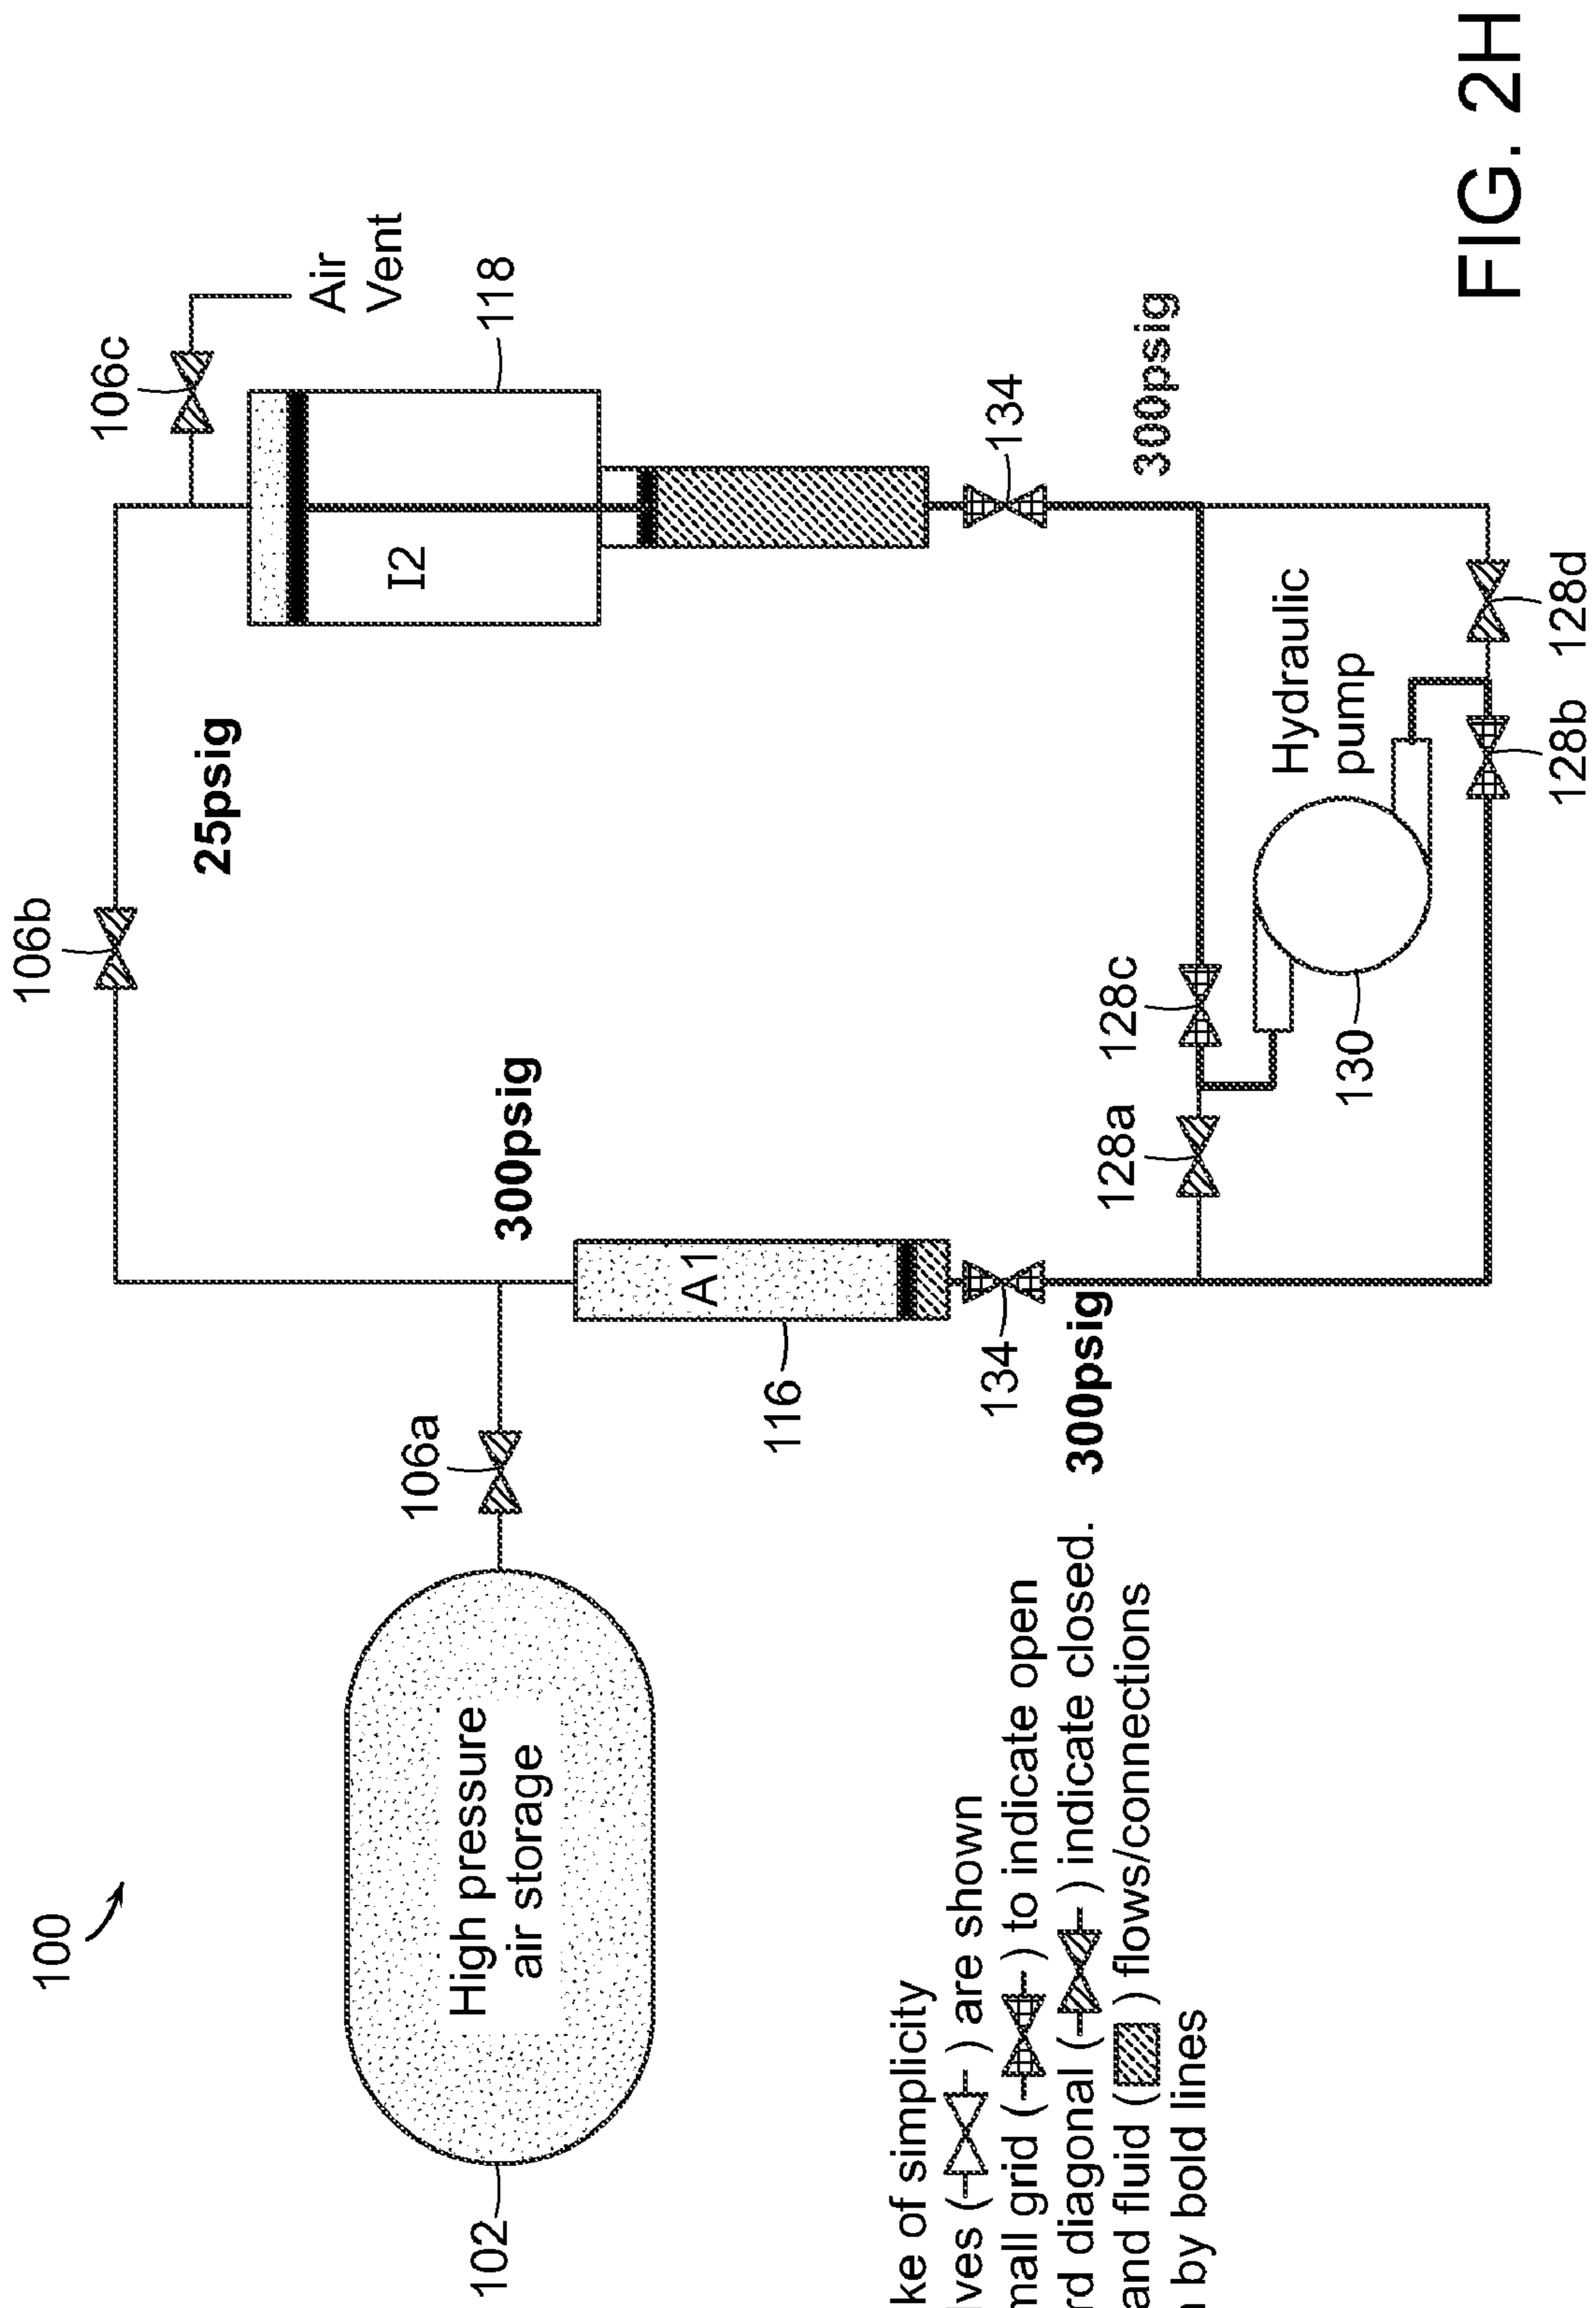 100
106b
106c
25psig
Air
Vent
106a
I2
High pressure
air storage
102
300psig
118
A1
116
134
134
300psig
300psig
ke of simplicity
ves ( ) are shown
mall grid ( ) to indicate open
rd diagonal ( ) indicate closed.
and fluid ( ) flows/connections
by bold lines
128a
128c
Hydraulic
pump
130
128b
128d
FIG. 2H